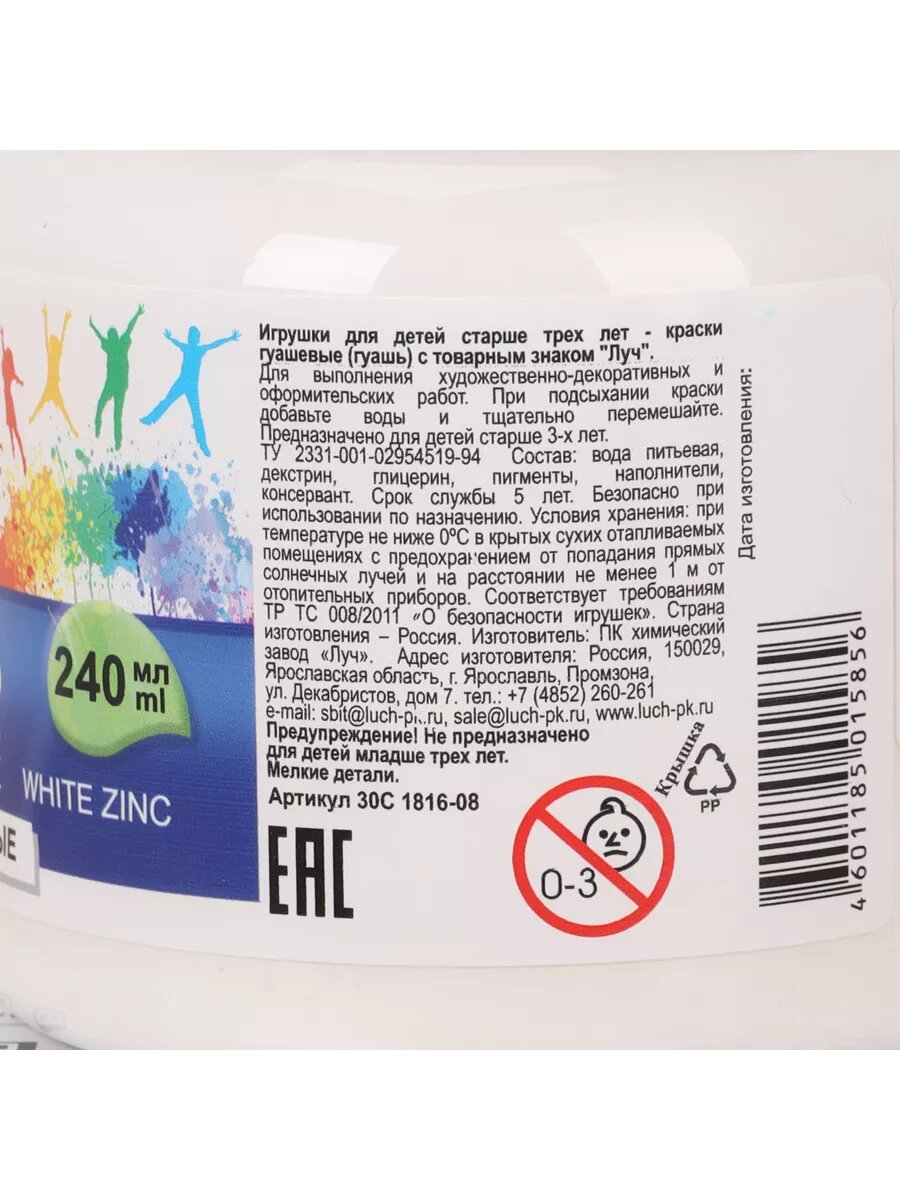 Игрушки для детей старше трех лет - краски
гуашевые (гуашь) с товарным знаком "Луч".
Для выполнения художественно-декоративных и
оформительских работ. При подсыхании краски
добавьте воды и тщательно перемешайте.
Предназначено для детей старше 3-х лет.
ТУ 2331-001-02954519-94 Состав: вода питьевая,
декстрин, глицерин, пигменты, наполнители,
консервант. Срок службы 5 лет. Безопасно при
использовании по назначению. Условия хранения: при
температуре не ниже 0ºС в крытых сухих отапливаемых
помещениях с предохранением от попадания прямых
солнечных лучей и на расстоянии не менее 1 м от
отопительных приборов. Соответствует требованиям
ТР ТС 008/2011 «О безопасности игрушек». Страна
изготовления – Россия. Изготовитель: ПК химический
завод «Луч». Адрес изготовителя: Россия, 150029,
Ярославская область, г. Ярославль, Промзона,
ул. Декабристов, дом 7. тел.: +7 (4852) 260-261
e-mail: sbit@luch-pk.ru, sale@luch-pk.ru, www.luch-pk.ru
Предупреждение! Не предназначено
для детей младше трех лет.
Мелкие детали.
Артикул 30С 1816-08
EAC
0-3
Крышка
PP
Дата изготовления:
4601185015856
240 мл
ml
WHITE ZINC